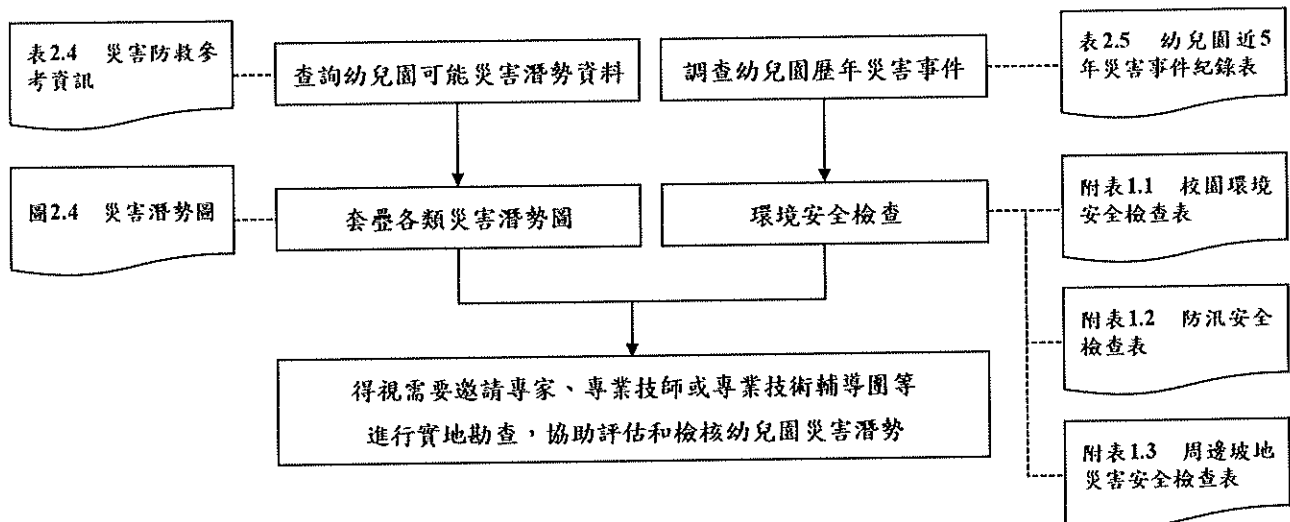 表2.4 災害防救參
考資訊
查詢幼兒園可能災害潛勢資料
調查幼兒園歷年災害事件
表2.5 幼兒園近5
年災害事件紀錄表
圖2.4 災害潛勢圖
套疊各類災害潛勢圖
環境安全檢查
附表1.1 校園環境
安全檢查表
附表1.2 防汛安全
檢查表
得視需要邀請專家、專業技師或專業技術輔導團等
進行實地勘查，協助評估和檢核幼兒園災害潛勢
附表1.3 周邊坡地
災害安全檢查表